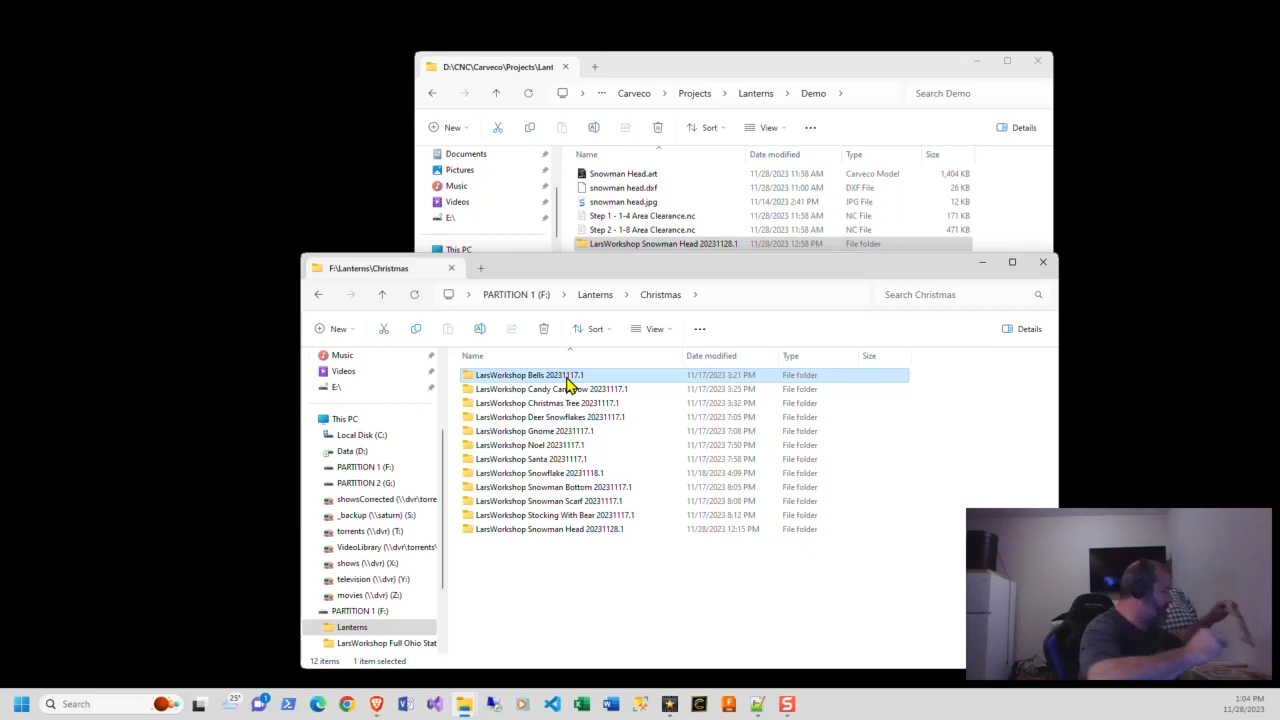 D:\CNC\Carveco\Projects\Lant
Carveco
Projects
Lanterns
Demo
Search Demo
New
Sort
View
Details
Name
Date modified
Type
Size
Documents
Pictures
Music
Videos
E:\
This PC
Snowman Head.art 11/28/2023 11:58 AM Carveco Model 1,404 KB
snowman head.dxf 11/28/2023 11:00 AM DXF File 26 KB
snowman head.jpg 11/14/2023 2:41 PM JPG File 12 KB
Step 1 - 1-4 Area Clearance.nc 11/28/2023 11:58 AM NC File 171 KB
Step 2 - 1-8 Area Clearance.nc 11/28/2023 11:58 AM NC File 471 KB
LarsWorkshop Snowman Head 20231128.1 11/28/2023 12:58 PM File folder
F:\Lanterns\Christmas
PARTITION 1 (F:)
Lanterns
Christmas
Search Christmas
New
Sort
View
Details
Name
Date modified
Type
Size
Music
Videos
E:\
This PC
Local Disk (C:)
Data (D:)
PARTITION 1 (F:)
PARTITION 2 (G:)
showsCorrected (\\dvr\torre
_backup (\\saturn) (S:)
torrents (\\dvr) (T:)
VideoLibrary (\\dvr\torrents\
shows (\\dvr) (X:)
television (\\dvr) (Y:)
movies (\\dvr) (Z:)
PARTITION 1 (F:)
Lanterns
LarsWorkshop Full Ohio Stat
LarsWorkshop Bells 20231117.1 11/17/2023 3:21 PM File folder
LarsWorkshop Candy 20231117.1 11/17/2023 3:25 PM File folder
LarsWorkshop Christmas Tree 20231117.1 11/17/2023 3:32 PM File folder
LarsWorkshop Deer Snowflakes 20231117.1 11/17/2023 7:05 PM File folder
LarsWorkshop Gnome 20231117.1 11/17/2023 7:08 PM File folder
LarsWorkshop Noel 20231117.1 11/17/2023 7:50 PM File folder
LarsWorkshop Santa 20231117.1 11/17/2023 7:58 PM File folder
LarsWorkshop Snowflake 20231118.1 11/18/2023 4:09 PM File folder
LarsWorkshop Snowman Bottom 20231117.1 11/17/2023 8:05 PM File folder
LarsWorkshop Snowman Scarf 20231117.1 11/17/2023 8:08 PM File folder
LarsWorkshop Stocking With Bear 20231117.1 11/17/2023 8:12 PM File folder
LarsWorkshop Snowman Head 20231128.1 11/28/2023 12:15 PM File folder
12 items 1 item selected
Search
25°
1
1:04 PM
11/28/2023